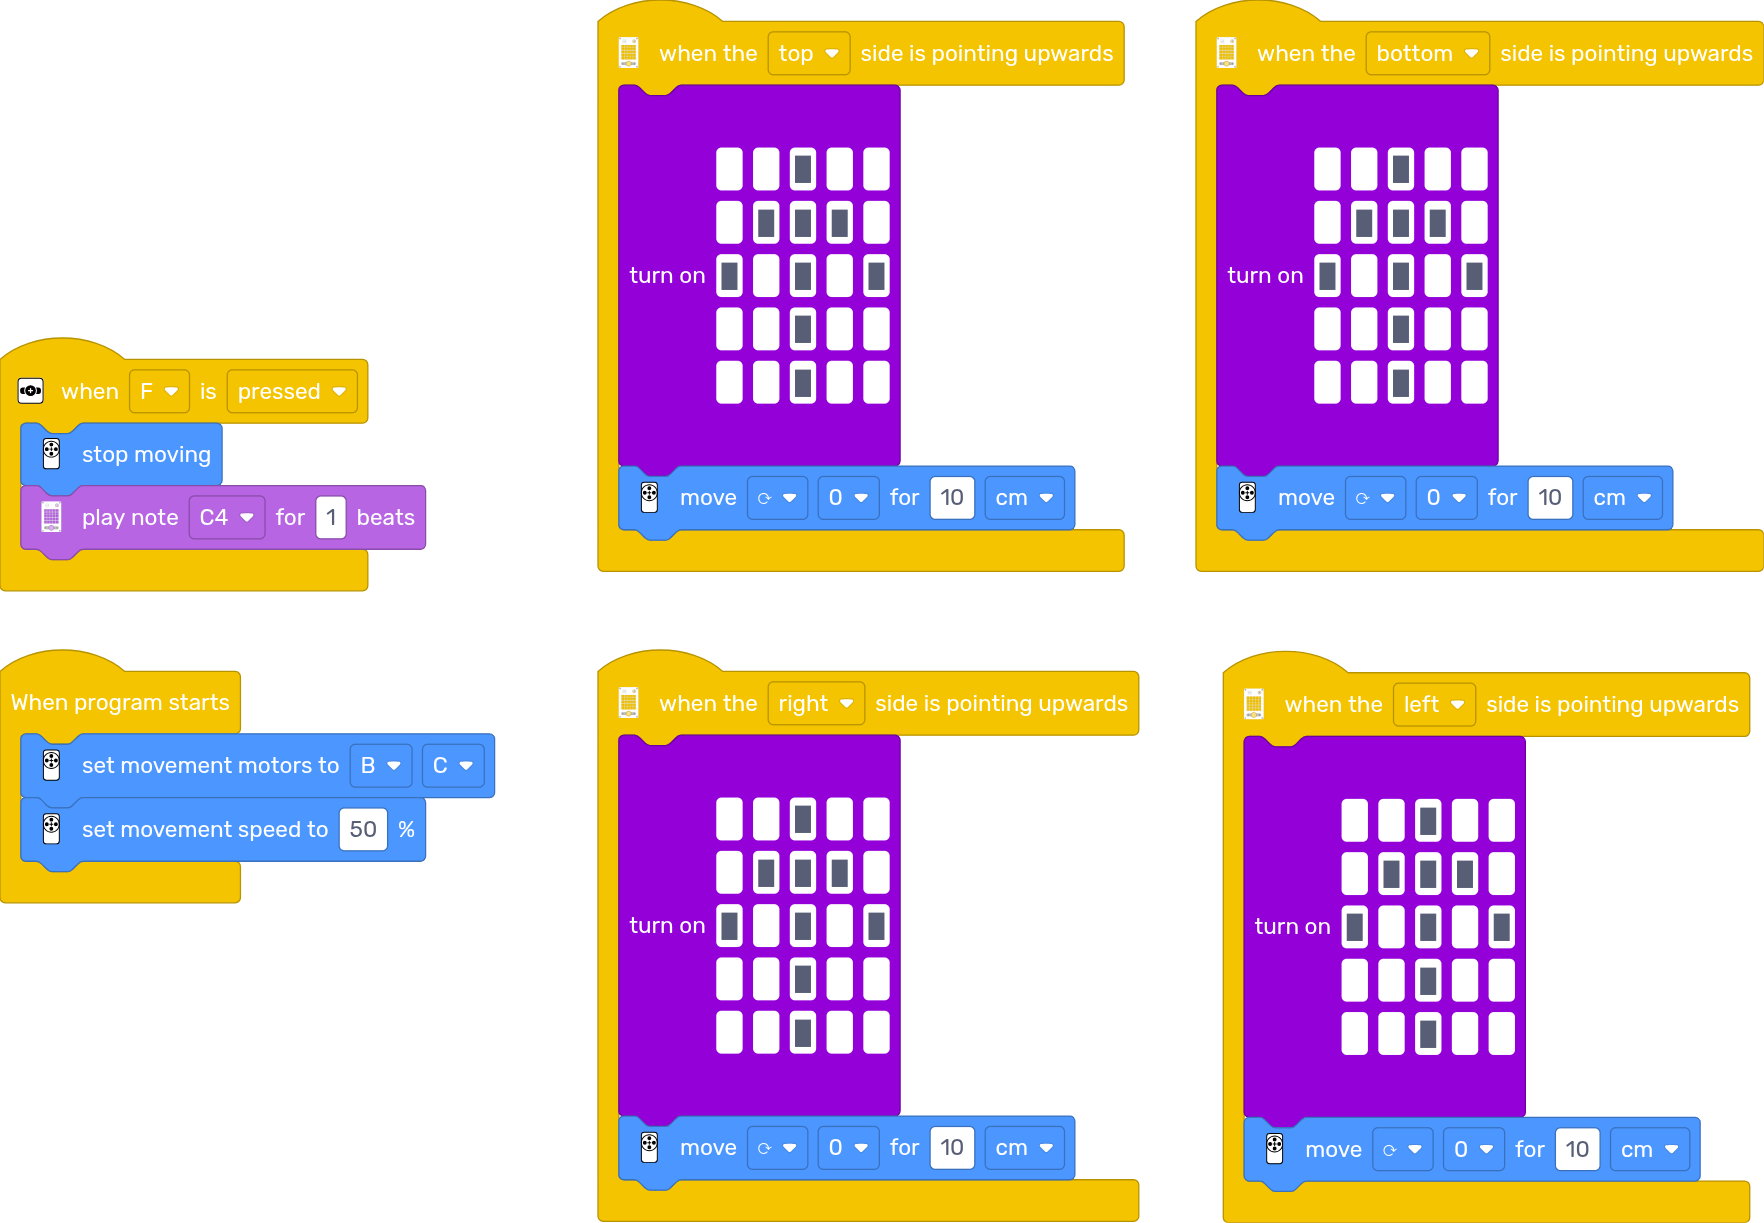 when F is pressed
stop moving
play note C4 for 1 beats
When program starts
set movement motors to B C
set movement speed to 50 %
when the top side is pointing upwards
turn on
move ⟳ 0 for 10 cm
when the bottom side is pointing upwards
turn on
move ⟳ 0 for 10 cm
when the right side is pointing upwards
turn on
move ⟳ 0 for 10 cm
when the left side is pointing upwards
turn on
move ⟳ 0 for 10 cm